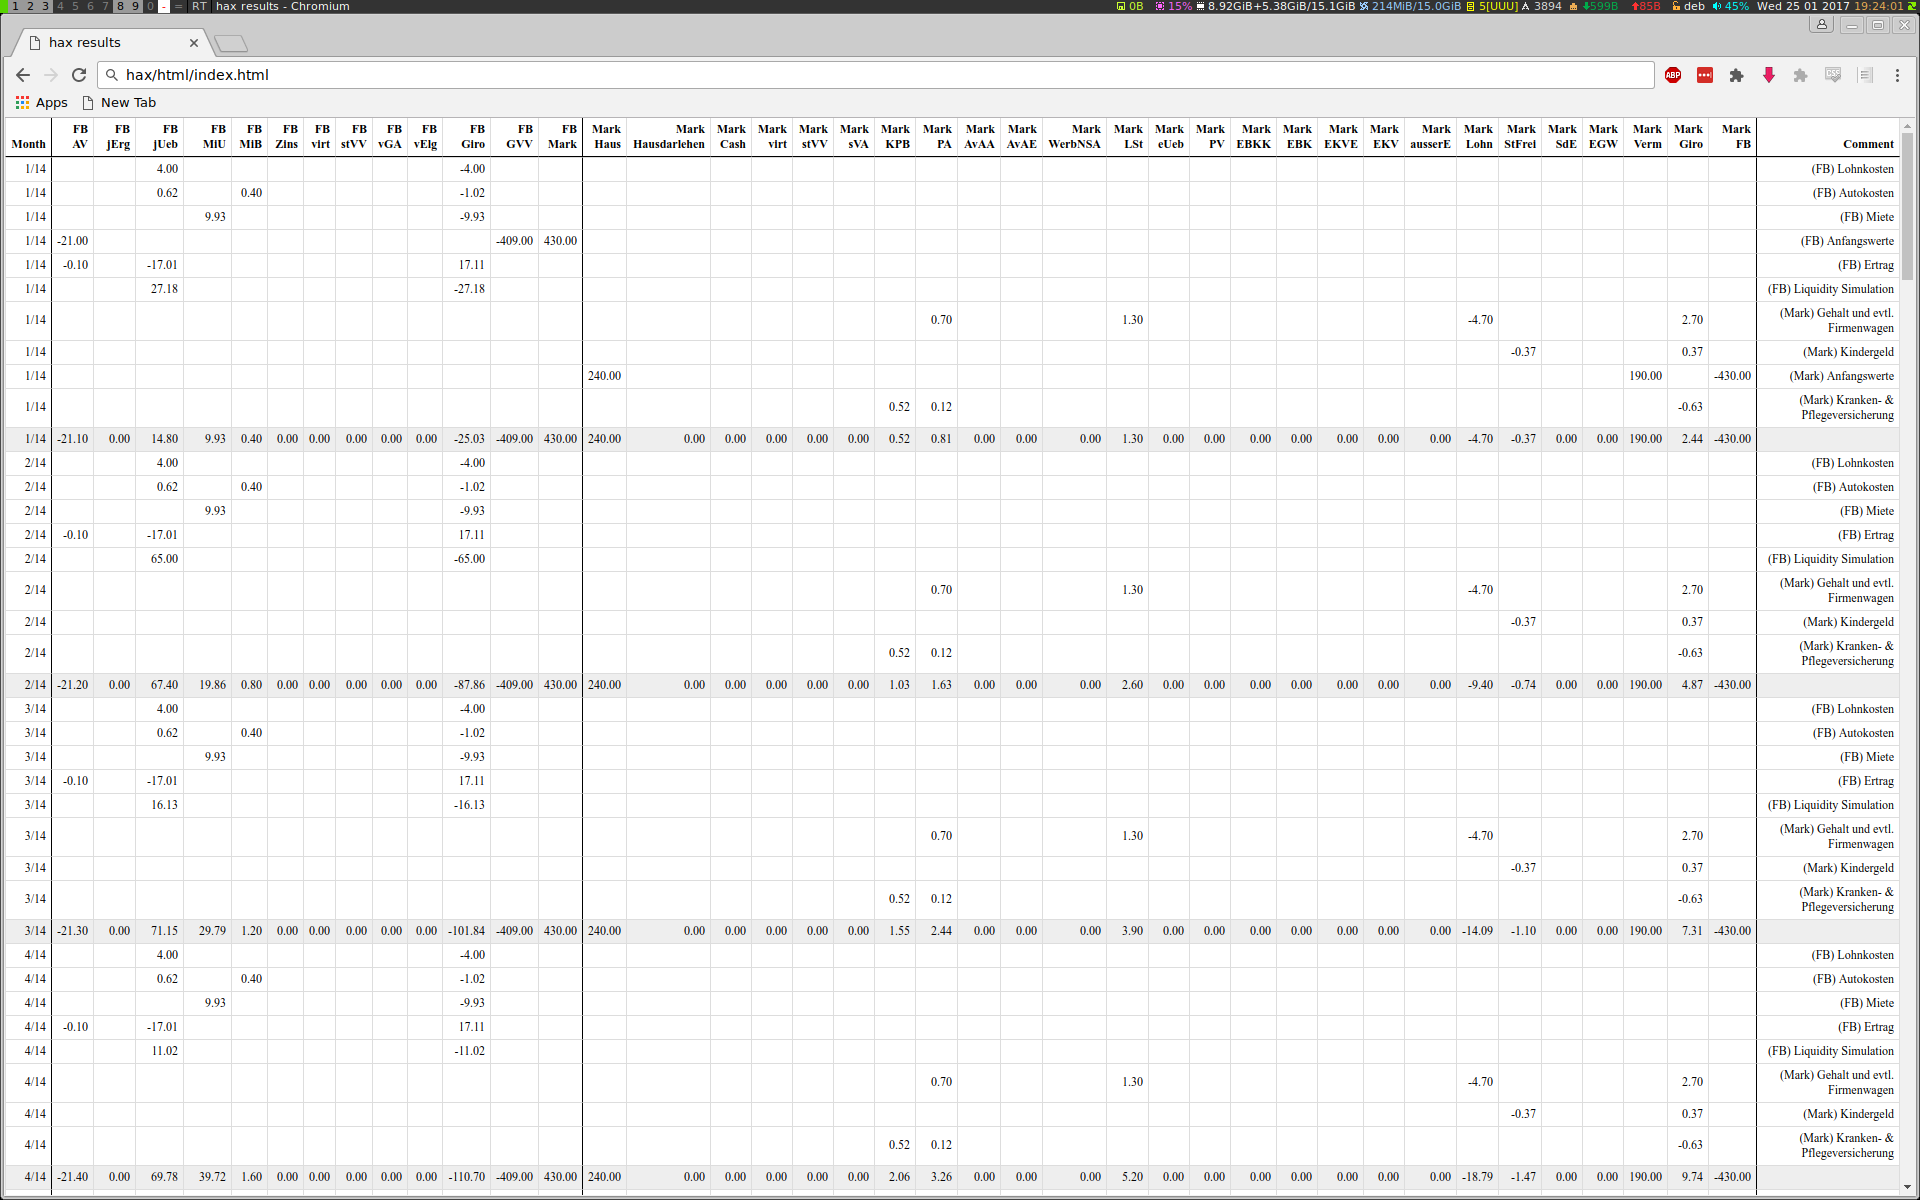 1 2 3 4 5 6 7 8 9 0 - = RT hax results - Chromium 0B 15% 8.92GiB+5.38GiB/15.1GiB 214MiB/15.0GiB 5[UUU] 3894 599B 85B deb 45% Wed 25 01 2017 19:24:01
hax results
hax/html/index.html ABP
Apps New Tab
FB FB FB FB FB FB FB FB FB FB FB FB FB Mark Mark Mark Mark Mark Mark Mark Mark Mark Mark Mark Mark Mark Mark Mark Mark Mark Mark Mark Mark Mark Mark Mark Mark Mark Mark
Month AV jErg jUeb MiU MiB Zins virt stVV vGA vElg Giro GVV Mark Haus Hausdarlehen Cash virt stVV sVA KPB PA AvAA AvAE WerbNSA LSt eUeb PV EBKK EBK EKVE EKV ausserE Lohn StFrei SdE EGW Verm Giro FB Comment
1/14 4.00 -4.00 (FB) Lohnkosten
1/14 0.62 0.40 -1.02 (FB) Autokosten
1/14 9.93 -9.93 (FB) Miete
1/14 -21.00 -409.00 430.00 (FB) Anfangswerte
1/14 -0.10 -17.01 17.11 (FB) Ertrag
1/14 27.18 -27.18 (FB) Liquidity Simulation
1/14 0.70 1.30 -4.70 2.70 (Mark) Gehalt und evtl.
Firmenwagen
1/14 -0.37 0.37 (Mark) Kindergeld
1/14 240.00 190.00 -430.00 (Mark) Anfangswerte
1/14 0.52 0.12 -0.63 (Mark) Kranken- &
Pflegeversicherung
1/14 -21.10 0.00 14.80 9.93 0.40 0.00 0.00 0.00 0.00 0.00 -25.03 -409.00 430.00 240.00 0.00 0.00 0.00 0.00 0.00 0.52 0.81 0.00 0.00 0.00 1.30 0.00 0.00 0.00 0.00 0.00 0.00 0.00 -4.70 -0.37 0.00 0.00 190.00 2.44 -430.00
2/14 4.00 -4.00 (FB) Lohnkosten
2/14 0.62 0.40 -1.02 (FB) Autokosten
2/14 9.93 -9.93 (FB) Miete
2/14 -0.10 -17.01 17.11 (FB) Ertrag
2/14 65.00 -65.00 (FB) Liquidity Simulation
2/14 0.70 1.30 -4.70 2.70 (Mark) Gehalt und evtl.
Firmenwagen
2/14 -0.37 0.37 (Mark) Kindergeld
2/14 0.52 0.12 -0.63 (Mark) Kranken- &
Pflegeversicherung
2/14 -21.20 0.00 67.40 19.86 0.80 0.00 0.00 0.00 0.00 0.00 -87.86 -409.00 430.00 240.00 0.00 0.00 0.00 0.00 0.00 1.03 1.63 0.00 0.00 0.00 2.60 0.00 0.00 0.00 0.00 0.00 0.00 0.00 -9.40 -0.74 0.00 0.00 190.00 4.87 -430.00
3/14 4.00 -4.00 (FB) Lohnkosten
3/14 0.62 0.40 -1.02 (FB) Autokosten
3/14 9.93 -9.93 (FB) Miete
3/14 -0.10 -17.01 17.11 (FB) Ertrag
3/14 16.13 -16.13 (FB) Liquidity Simulation
3/14 0.70 1.30 -4.70 2.70 (Mark) Gehalt und evtl.
Firmenwagen
3/14 -0.37 0.37 (Mark) Kindergeld
3/14 0.52 0.12 -0.63 (Mark) Kranken- &
Pflegeversicherung
3/14 -21.30 0.00 71.15 29.79 1.20 0.00 0.00 0.00 0.00 0.00 -101.84 -409.00 430.00 240.00 0.00 0.00 0.00 0.00 0.00 1.55 2.44 0.00 0.00 0.00 3.90 0.00 0.00 0.00 0.00 0.00 0.00 0.00 -14.09 -1.10 0.00 0.00 190.00 7.31 -430.00
4/14 4.00 -4.00 (FB) Lohnkosten
4/14 0.62 0.40 -1.02 (FB) Autokosten
4/14 9.93 -9.93 (FB) Miete
4/14 -0.10 -17.01 17.11 (FB) Ertrag
4/14 11.02 -11.02 (FB) Liquidity Simulation
4/14 0.70 1.30 -4.70 2.70 (Mark) Gehalt und evtl.
Firmenwagen
4/14 -0.37 0.37 (Mark) Kindergeld
4/14 0.52 0.12 -0.63 (Mark) Kranken- &
Pflegeversicherung
4/14 -21.40 0.00 69.78 39.72 1.60 0.00 0.00 0.00 0.00 0.00 -110.70 -409.00 430.00 240.00 0.00 0.00 0.00 0.00 0.00 2.06 3.26 0.00 0.00 0.00 5.20 0.00 0.00 0.00 0.00 0.00 0.00 0.00 -18.79 -1.47 0.00 0.00 190.00 9.74 -430.00